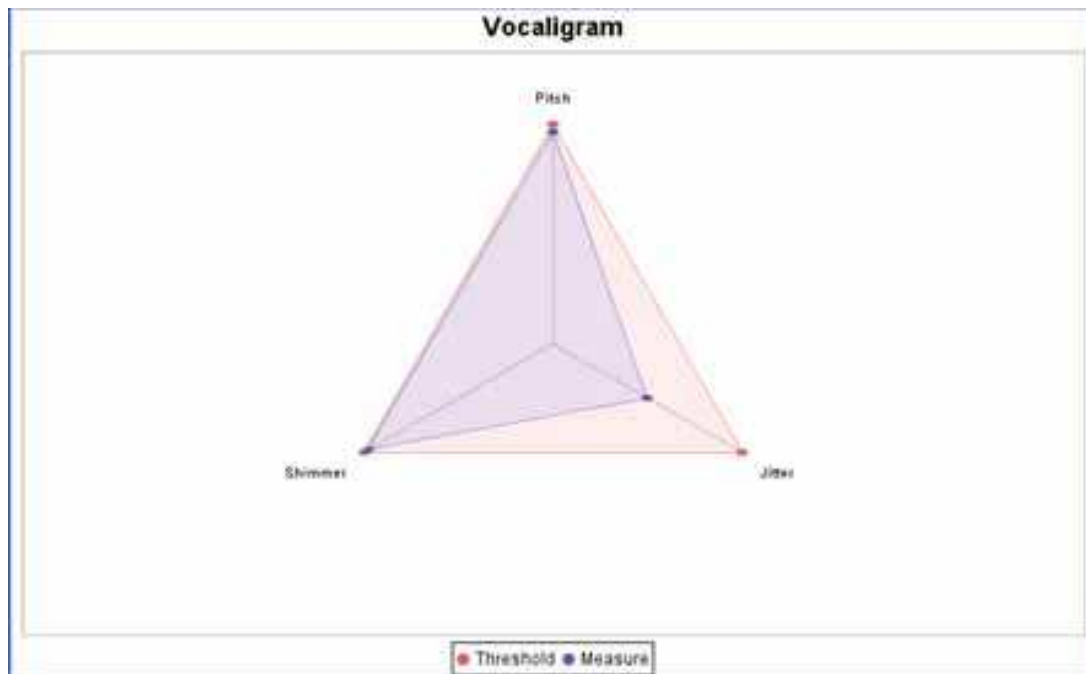 Vocaligram
Pitch
Shimmer
Jitter
Threshold Measure